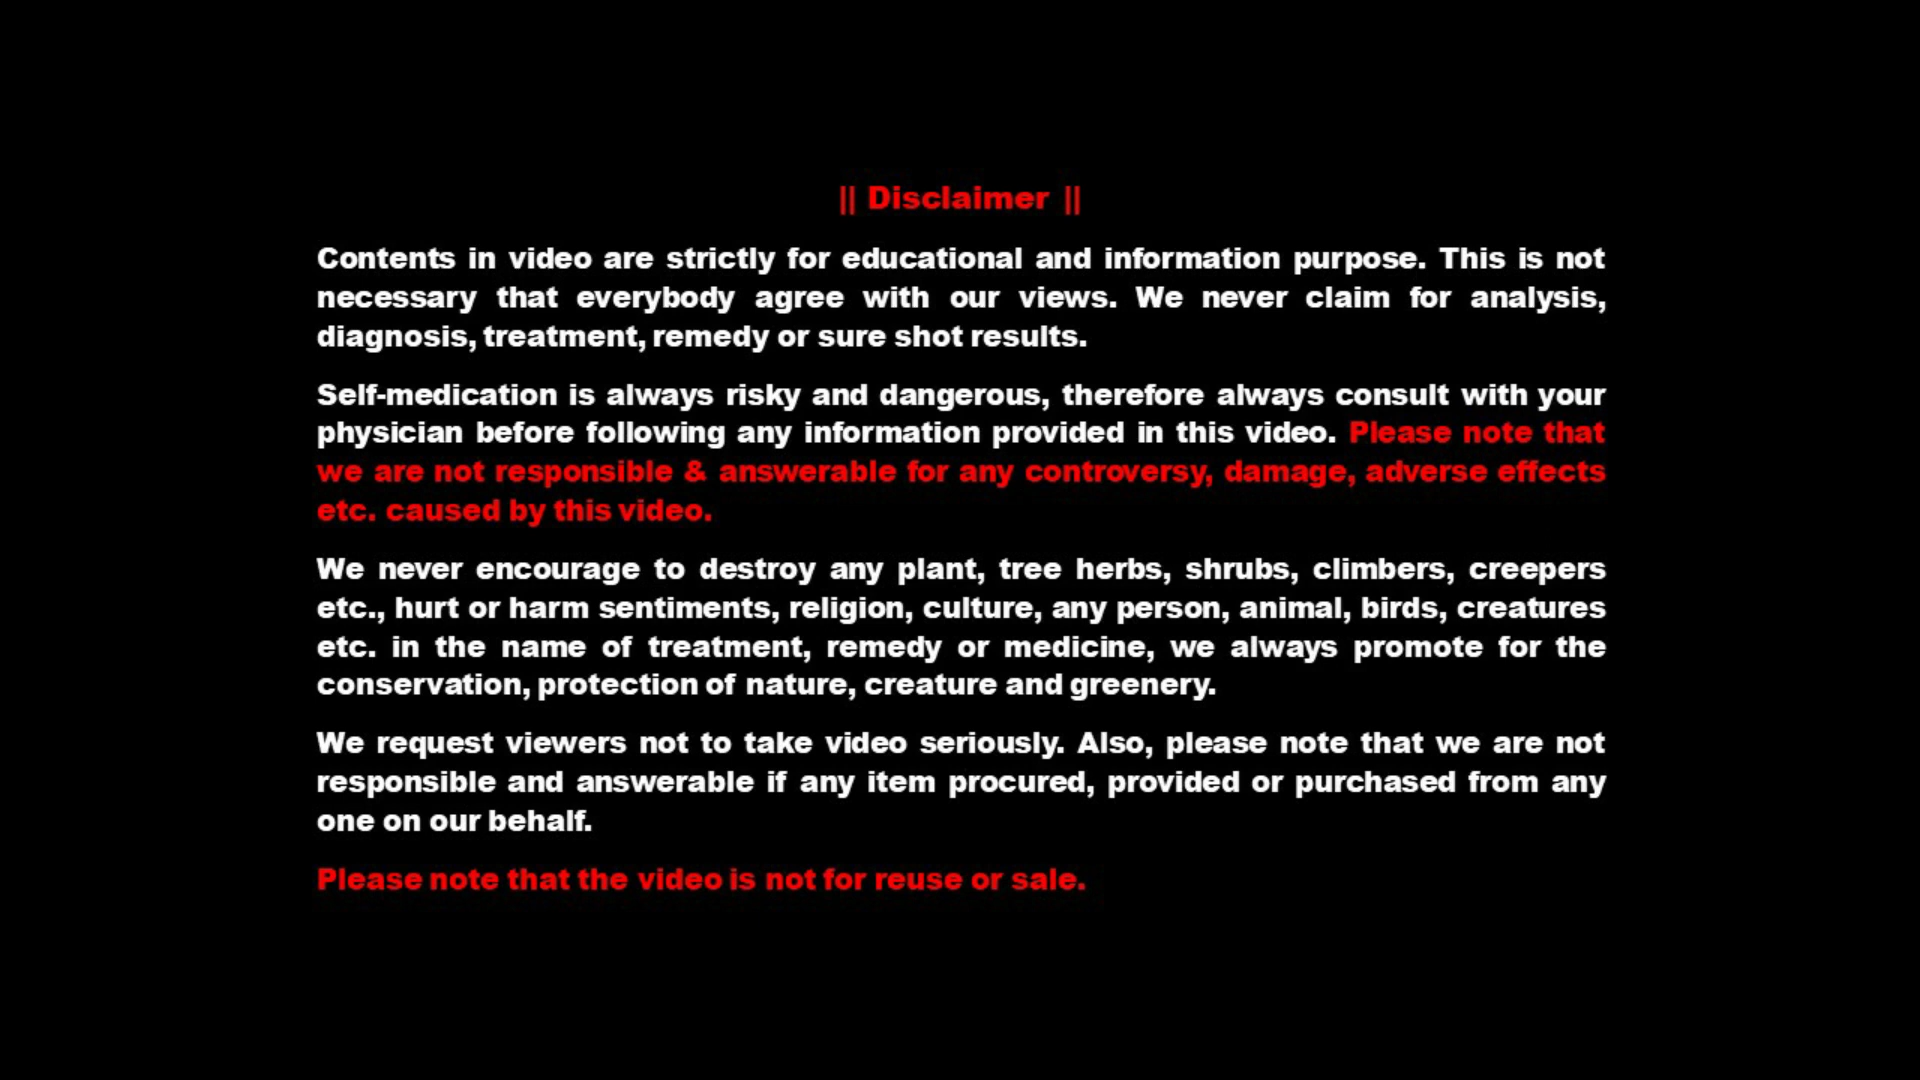 || Disclaimer ||
Contents in video are strictly for educational and information purpose. This is not
necessary that everybody agree with our views. We never claim for analysis,
diagnosis, treatment, remedy or sure shot results.
Self-medication is always risky and dangerous, therefore always consult with your
physician before following any information provided in this video. Please note that
we are not responsible & answerable for any controversy, damage, adverse effects
etc. caused by this video.
We never encourage to destroy any plant, tree herbs, shrubs, climbers, creepers
etc., hurt or harm sentiments, religion, culture, any person, animal, birds, creatures
etc. in the name of treatment, remedy or medicine, we always promote for the
conservation, protection of nature, creature and greenery.
We request viewers not to take video seriously. Also, please note that we are not
responsible and answerable if any item procured, provided or purchased from any
one on our behalf.
Please note that the video is not for reuse or sale.